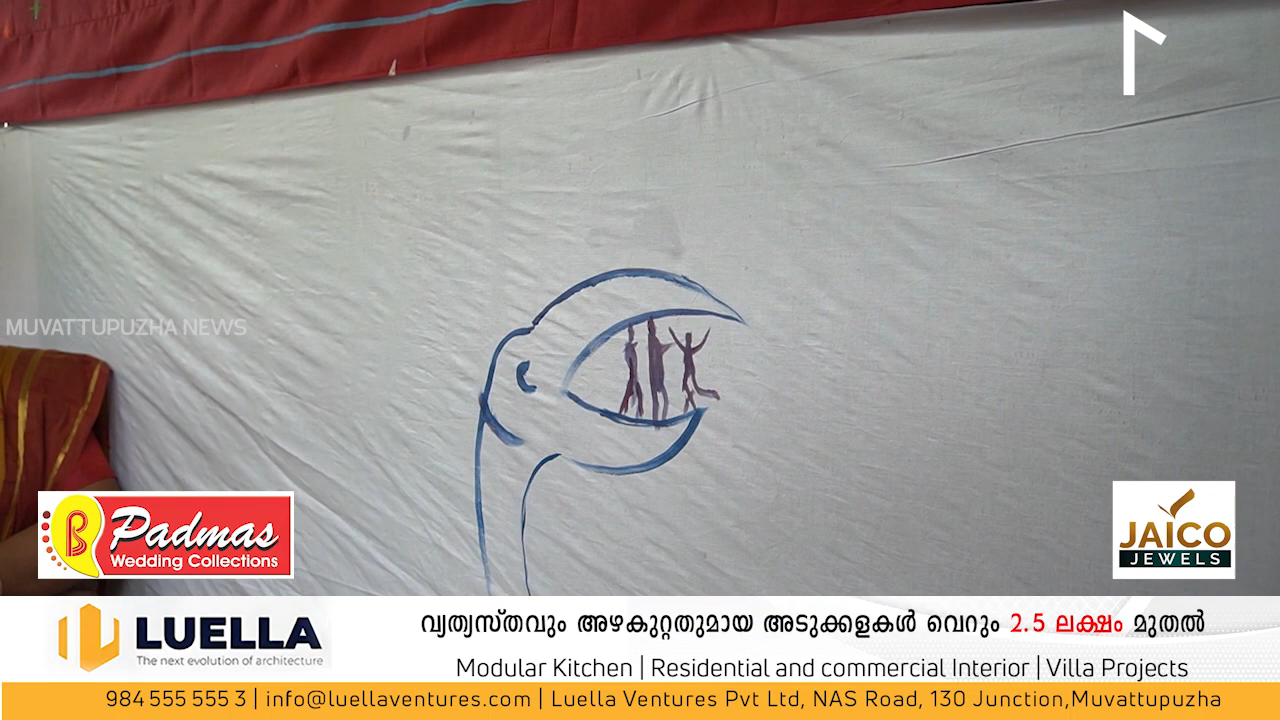 MUVATTUPUZHA NEWS
Padmas
Wedding Collections
JAICO
JEWELS
LUELLA
The next evolution of architecture
വ്യത്യസ്തവും അഴകുറ്റതുമായ അടുക്കളകൾ വെറും 2.5 ലക്ഷം മുതൽ
Modular Kitchen | Residential and commercial Interior | Villa Projects
984 555 555 3 | info@luellaventures.com | Luella Ventures Pvt Ltd, NAS Road, 130 Junction,Muvattupuzha